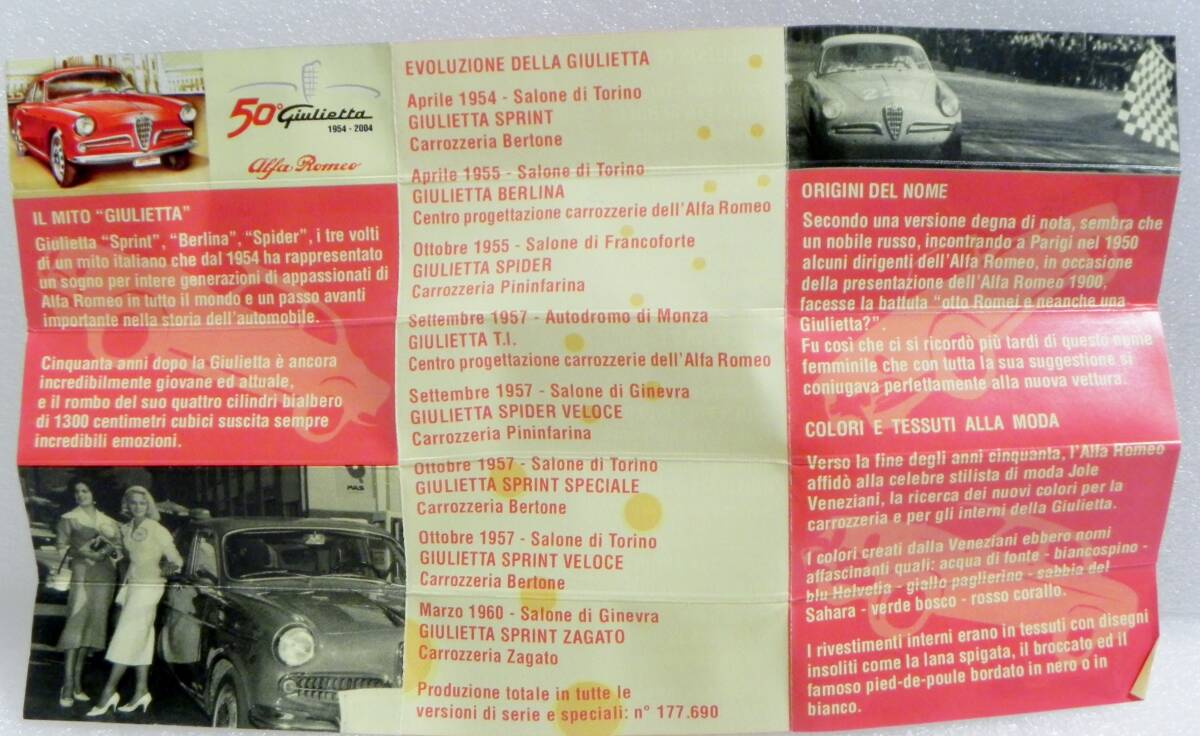 50° Giulietta
1954 - 2004
Alfa Romeo
IL MITO “GIULIETTA”
Giulietta “Sprint”, “Berlina”, “Spider”, i tre volti
di un mito italiano che dal 1954 ha rappresentato
un sogno per intere generazioni di appassionati di
Alfa Romeo in tutto il mondo e un passo avanti
importante nella storia dell’automobile.
Cinquanta anni dopo la Giulietta è ancora
incredibilmente giovane ed attuale,
e il rombo del suo quattro cilindri bialbero
di 1300 centimetri cubici suscita sempre
incredibili emozioni.
EVOLUZIONE DELLA GIULIETTA
Aprile 1954 - Salone di Torino
GIULIETTA SPRINT
Carrozzeria Bertone
Aprile 1955 - Salone di Torino
GIULIETTA BERLINA
Centro progettazione carrozzerie dell’Alfa Romeo
Ottobre 1955 - Salone di Francoforte
GIULIETTA SPIDER
Carrozzeria Pininfarina
Settembre 1957 - Autodromo di Monza
GIULIETTA T.I.
Centro progettazione carrozzerie dell’Alfa Romeo
Settembre 1957 - Salone di Ginevra
GIULIETTA SPIDER VELOCE
Carrozzeria Pininfarina
Ottobre 1957 - Salone di Torino
GIULIETTA SPRINT SPECIALE
Carrozzeria Bertone
Ottobre 1957 - Salone di Torino
GIULIETTA SPRINT VELOCE
Carrozzeria Bertone
Marzo 1960 - Salone di Ginevra
GIULIETTA SPRINT ZAGATO
Carrozzeria Zagato
Produzione totale in tutte le
versioni di serie e speciali: n° 177.690
ORIGINI DEL NOME
Secondo una versione degna di nota, sembra che
un nobile russo, incontrando a Parigi nel 1950
alcuni dirigenti dell’Alfa Romeo, in occasione
della presentazione dell’Alfa Romeo 1900,
facesse la battuta “otto Romei e neanche una
Giulietta?”.
Fu così che ci si ricordò più tardi di questo nome
femminile che con tutta la sua suggestione si
coniugava perfettamente alla nuova vettura.
COLORI E TESSUTI ALLA MODA
Verso la fine degli anni cinquanta, l’Alfa Romeo
affidò alla celebre stilista di moda Jole
Veneziani, la ricerca dei nuovi colori per la
carrozzeria e per gli interni della Giulietta.
I colori creati dalla Veneziani ebbero nomi
affascinanti quali: acqua di fonte - biancospino -
blu Helvetia - giallo paglierino - sabbia del
Sahara - verde bosco - rosso corallo.
I rivestimenti interni erano in tessuti con disegni
insoliti come la lana spigata, il broccato ed il
famoso pied-de-poule bordato in nero o in
bianco.